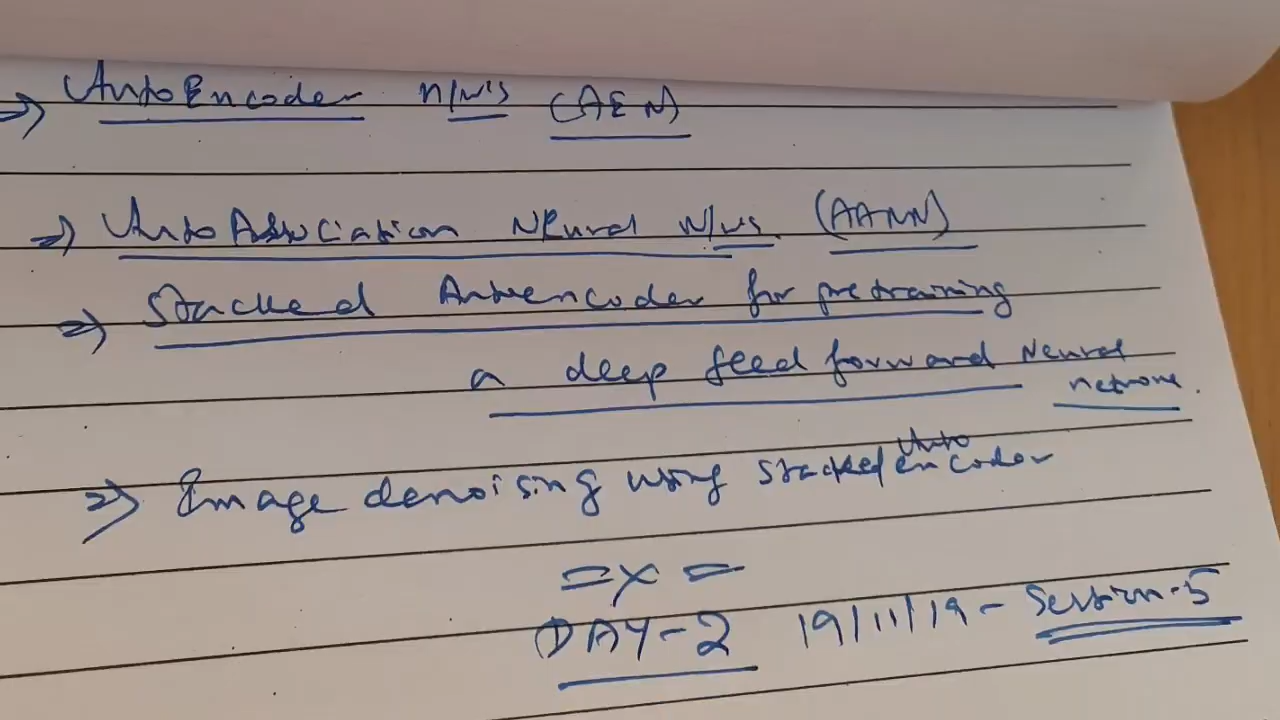 ⇒ AutoEncoder n/w's (AEN)
⇒ AutoAssociation Neural N/ws. (AANN)
⇒ Stacked Autoencoder for pretraining
a deep feed forward Neural
network.
⇒ Image denoising using stacked Auto encoder
=x=
DAY-2 19/11/19 - Session-5